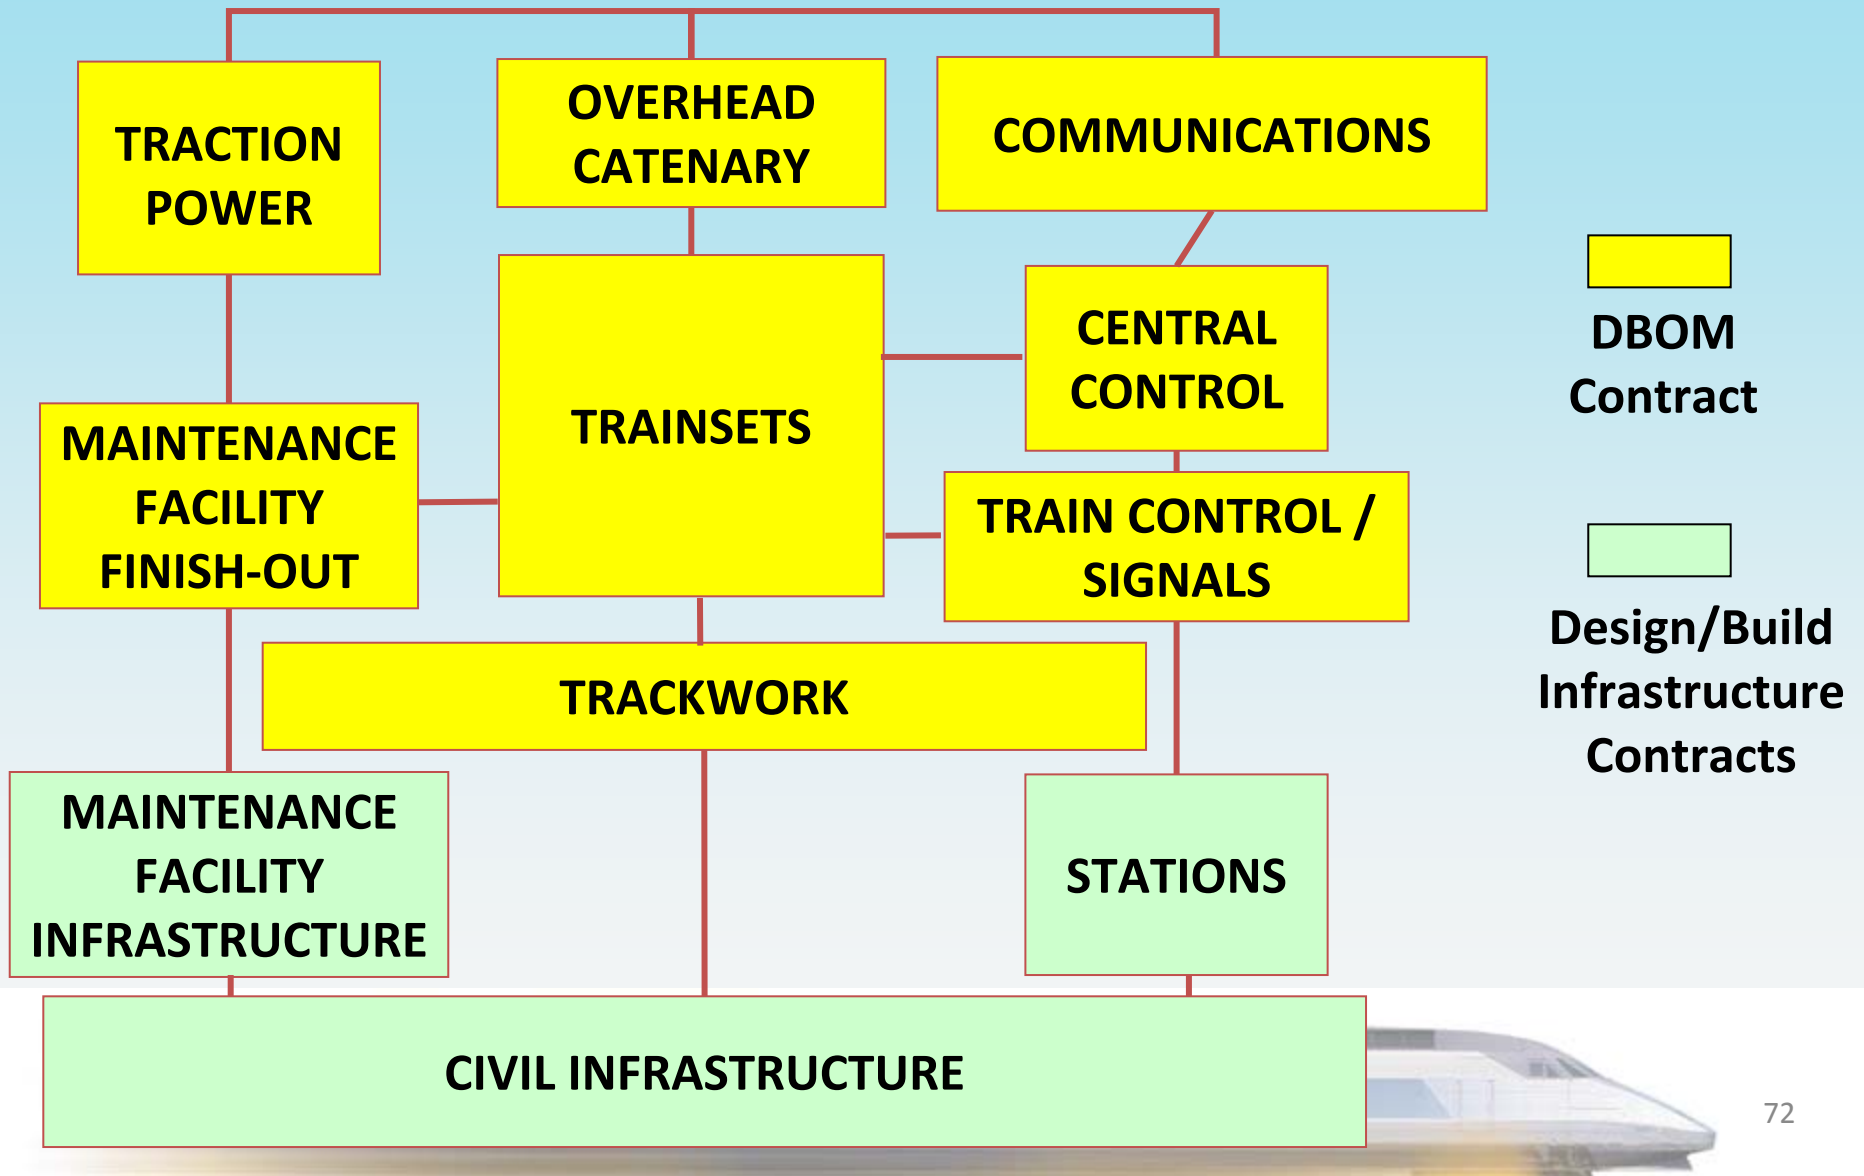 TRACTION
POWER
OVERHEAD
CATENARY
COMMUNICATIONS
TRAINSETS
CENTRAL
CONTROL
MAINTENANCE
FACILITY
FINISH-OUT
TRAIN CONTROL /
SIGNALS
TRACKWORK
MAINTENANCE
FACILITY
INFRASTRUCTURE
STATIONS
CIVIL INFRASTRUCTURE
DBOM
Contract
Design/Build
Infrastructure
Contracts
72